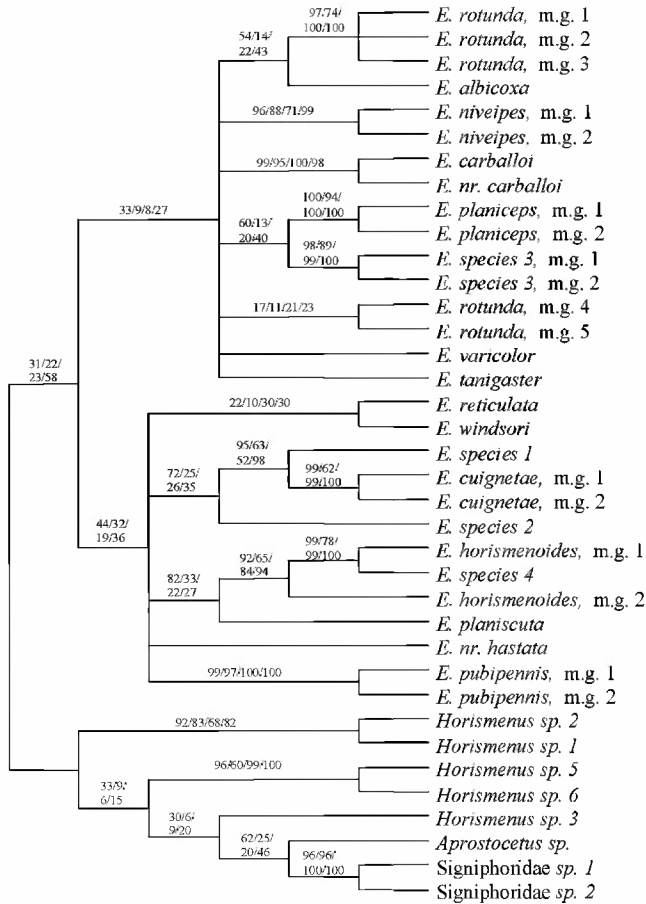 97/74/
100/100
E. rotunda, m.g. 1
54/14/
22/43
E. rotunda, m.g. 2
E. rotunda, m.g. 3
E. albicoxa
96/88/71/99
E. niveipes, m.g. 1
E. niveipes, m.g. 2
99/95/100/98
E. carballoi
E. nr. carballoi
33/9/8/27
100/94/
100/100
E. planiceps, m.g. 1
60/13/
20/40
E. planiceps, m.g. 2
98/89/
99/100
E. species 3, m.g. 1
E. species 3, m.g. 2
17/11/21/23
E. rotunda, m.g. 4
E. rotunda, m.g. 5
E. varicolor
31/22/
23/58
E. tanigaster
22/10/30/30
E. reticulata
E. windsori
95/63/
52/98
E. species 1
72/25/
26/35
99/62/
99/100
E. cuignetae, m.g. 1
E. cuignetae, m.g. 2
44/32/
19/36
E. species 2
99/78/
99/100
E. horismenoides, m.g. 1
92/65/
84/94
E. species 4
82/33/
22/27
E. horismenoides, m.g. 2
E. planiscuta
E. nr. hastata
99/97/100/100
E. pubipennis, m.g. 1
E. pubipennis, m.g. 2
92/83/68/82
Horismenus sp. 2
Horismenus sp. 1
96/60/99/100
Horismenus sp. 5
33/9/
6/15
Horismenus sp. 6
30/6/
9/20
Horismenus sp. 3
62/25/
20/46
Aprostocetus sp.
96/96/
100/100
Signiphoridae sp. 1
Signiphoridae sp. 2